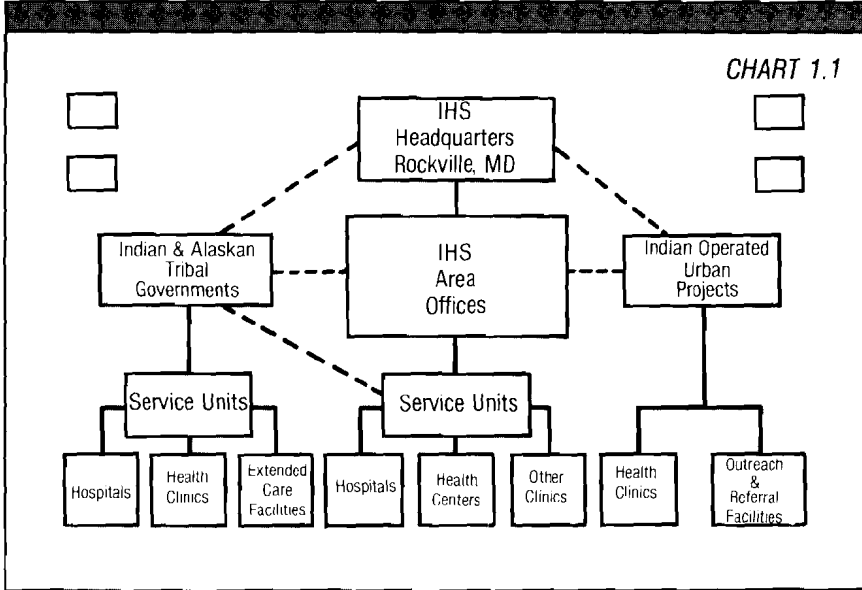 CHART 1.1
IHS
Headquarters
Rockville, MD
Indian & Alaskan
Tribal
Governments
IHS
Area
Offices
Indian Operated
Urban
Projects
Service Units
Service Units
Hospitals
Health
Clinics
Extended
Care
Facilities
Hospitals
Health
Centers
Other
Clinics
Health
Clinics
Outreach
&
Referral
Facilities